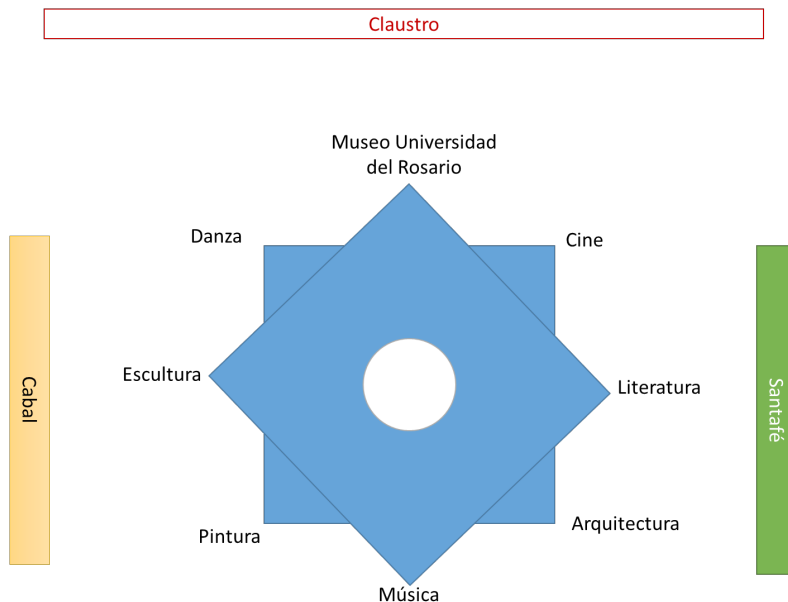 Claustro
Museo Universidad
del Rosario
Danza
Cine
Escultura
Literatura
Cabal
Santafé
Pintura
Arquitectura
Música